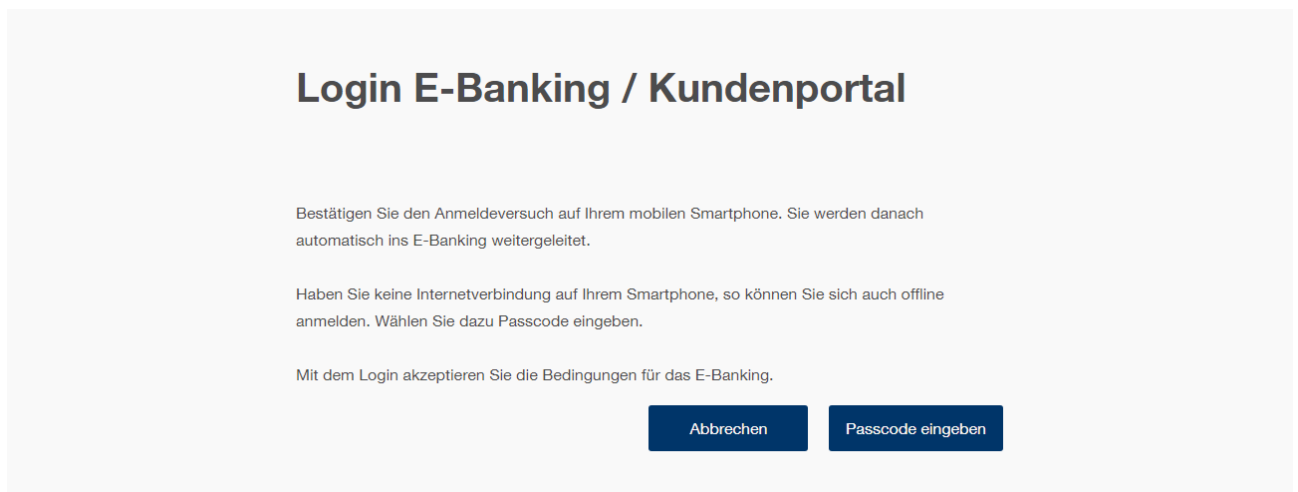 Login E-Banking / Kundenportal
Bestätigen Sie den Anmeldeversuch auf Ihrem mobilen Smartphone. Sie werden danach
automatisch ins E-Banking weitergeleitet.
Haben Sie keine Internetverbindung auf Ihrem Smartphone, so können Sie sich auch offline
anmelden. Wählen Sie dazu Passcode eingeben.
Mit dem Login akzeptieren Sie die Bedingungen für das E-Banking.
Abbrechen
Passcode eingeben